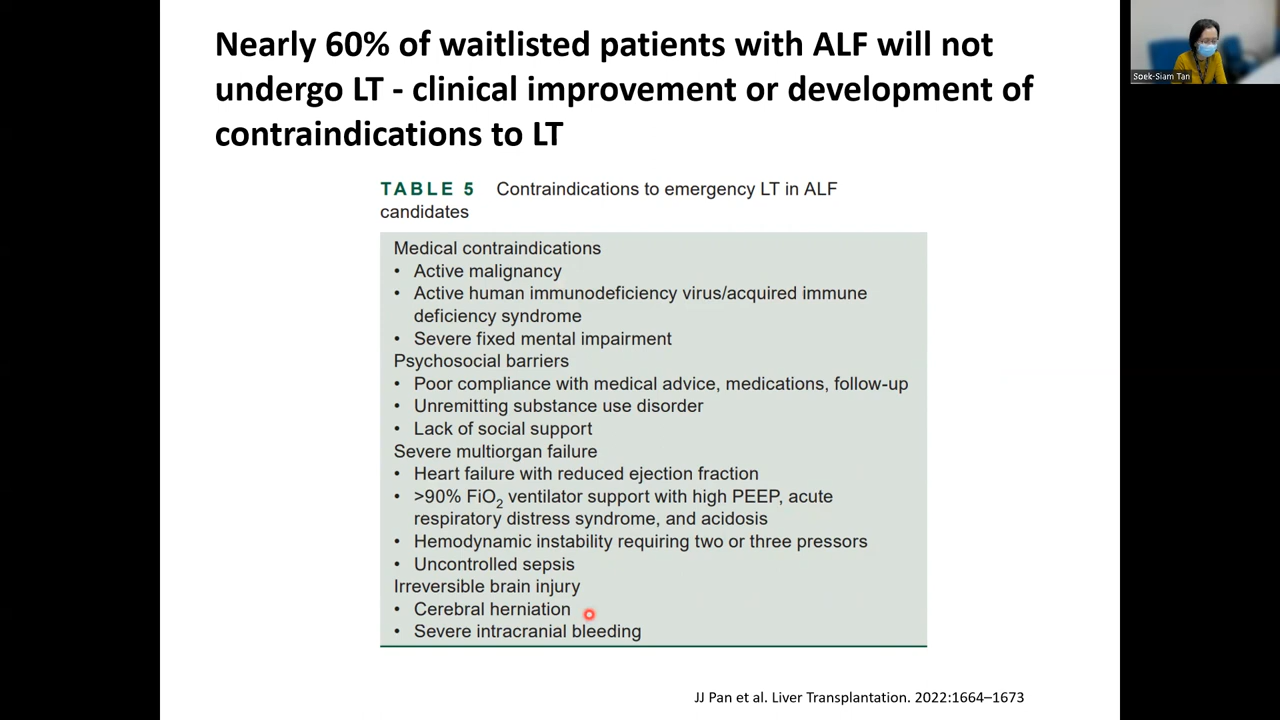 Nearly 60% of waitlisted patients with ALF will not
undergo LT - clinical improvement or development of
contraindications to LT
Soek-Siam Tan
TABLE 5 Contraindications to emergency LT in ALF
candidates
Medical contraindications
• Active malignancy
• Active human immunodeficiency virus/acquired immune
deficiency syndrome
• Severe fixed mental impairment
Psychosocial barriers
• Poor compliance with medical advice, medications, follow-up
• Unremitting substance use disorder
• Lack of social support
Severe multiorgan failure
• Heart failure with reduced ejection fraction
• >90% FiO₂ ventilator support with high PEEP, acute
respiratory distress syndrome, and acidosis
• Hemodynamic instability requiring two or three pressors
• Uncontrolled sepsis
Irreversible brain injury
• Cerebral herniation
• Severe intracranial bleeding
JJ Pan et al. Liver Transplantation. 2022:1664–1673